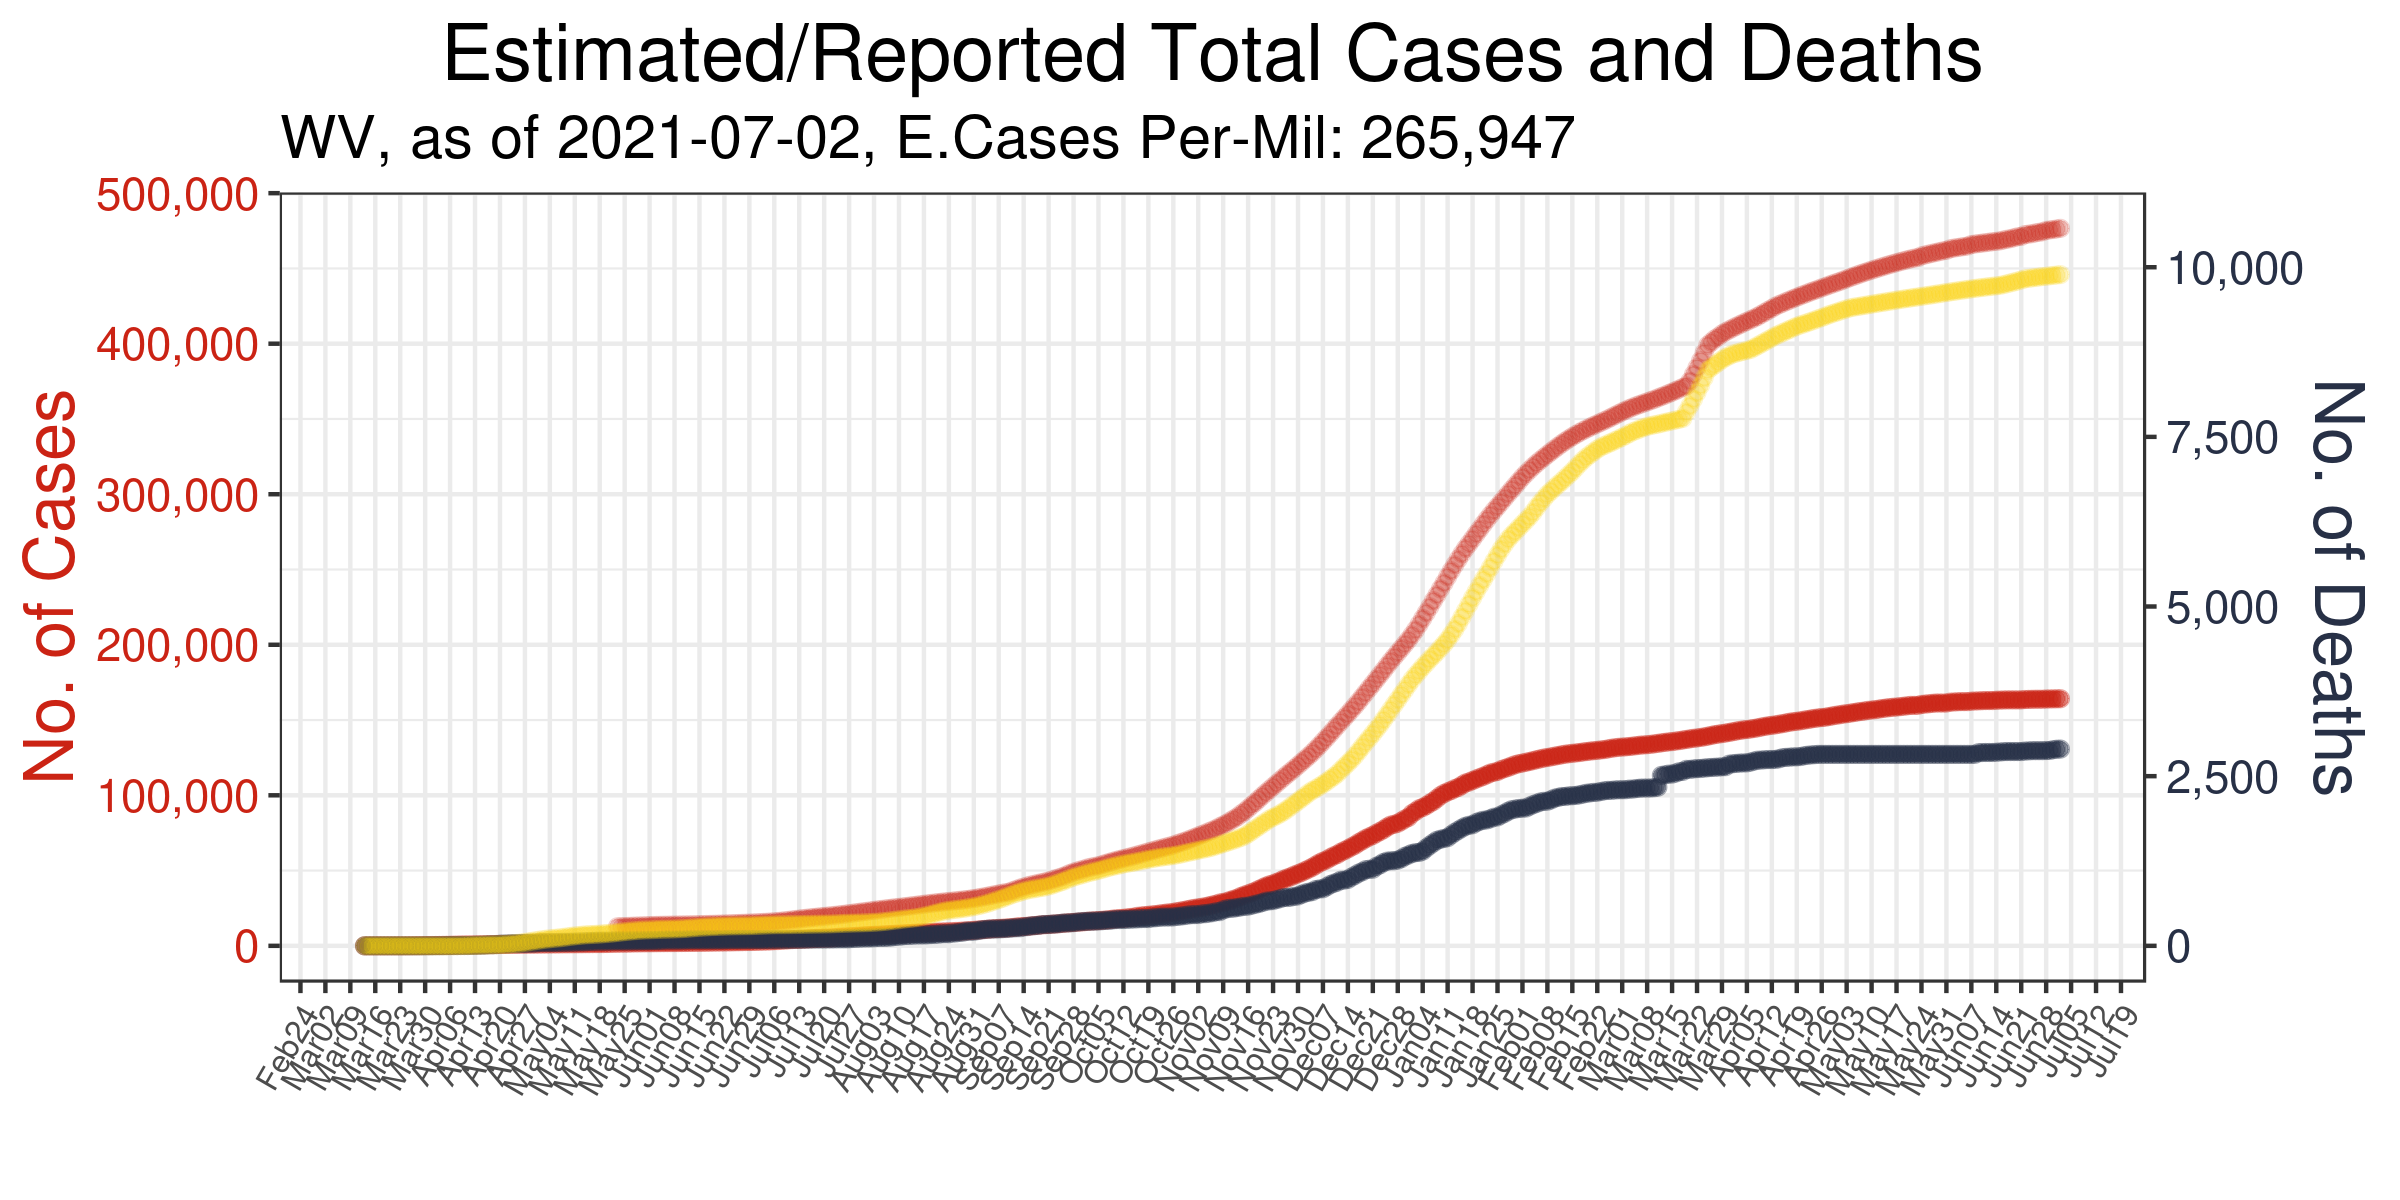 Estimated/Reported Total Cases and Deaths
WV, as of 2021-07-02, E.Cases Per-Mil: 265,947
No. of Cases
500,000
400,000
300,000
200,000
100,000
0
10,000
7,500
5,000
2,500
0
No. of Deaths
Feb24
Mar02
Mar09
Mar16
Mar23
Mar30
Apr06
Apr13
Apr20
Apr27
May04
May11
May18
May25
Jun01
Jun08
Jun15
Jun22
Jun29
Jul06
Jul13
Jul20
Jul27
Aug03
Aug10
Aug17
Aug24
Aug31
Sep07
Sep14
Sep21
Sep28
Oct05
Oct12
Oct19
Oct26
Nov02
Nov09
Nov16
Nov23
Nov30
Dec07
Dec14
Dec21
Dec28
Jan04
Jan11
Jan18
Jan25
Feb01
Feb08
Feb15
Feb22
Mar01
Mar08
Mar15
Mar22
Mar29
Apr05
Apr12
Apr19
Apr26
May03
May10
May17
May24
May31
Jun07
Jun14
Jun21
Jun28
Jul05
Jul12
Jul19